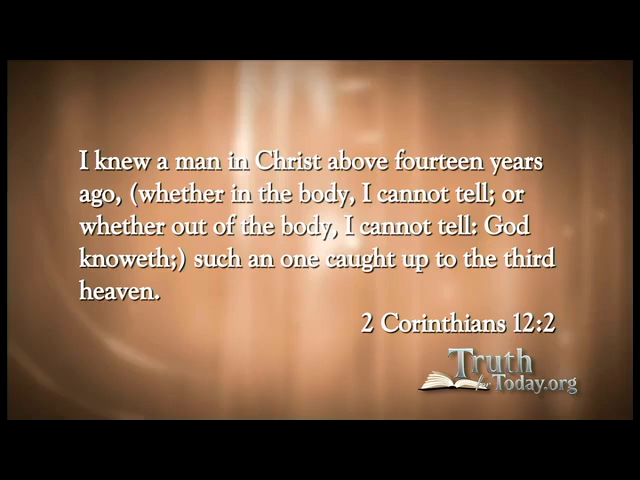 I knew a man in Christ above fourteen years
ago, (whether in the body, I cannot tell; or
whether out of the body, I cannot tell: God
knoweth;) such an one caught up to the third
heaven.
2 Corinthians 12:2
Truth
for Today.org